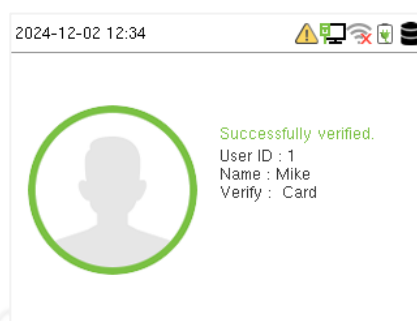 2024-12-02 12:34
Successfully verified.
User ID : 1
Name : Mike
Verify : Card